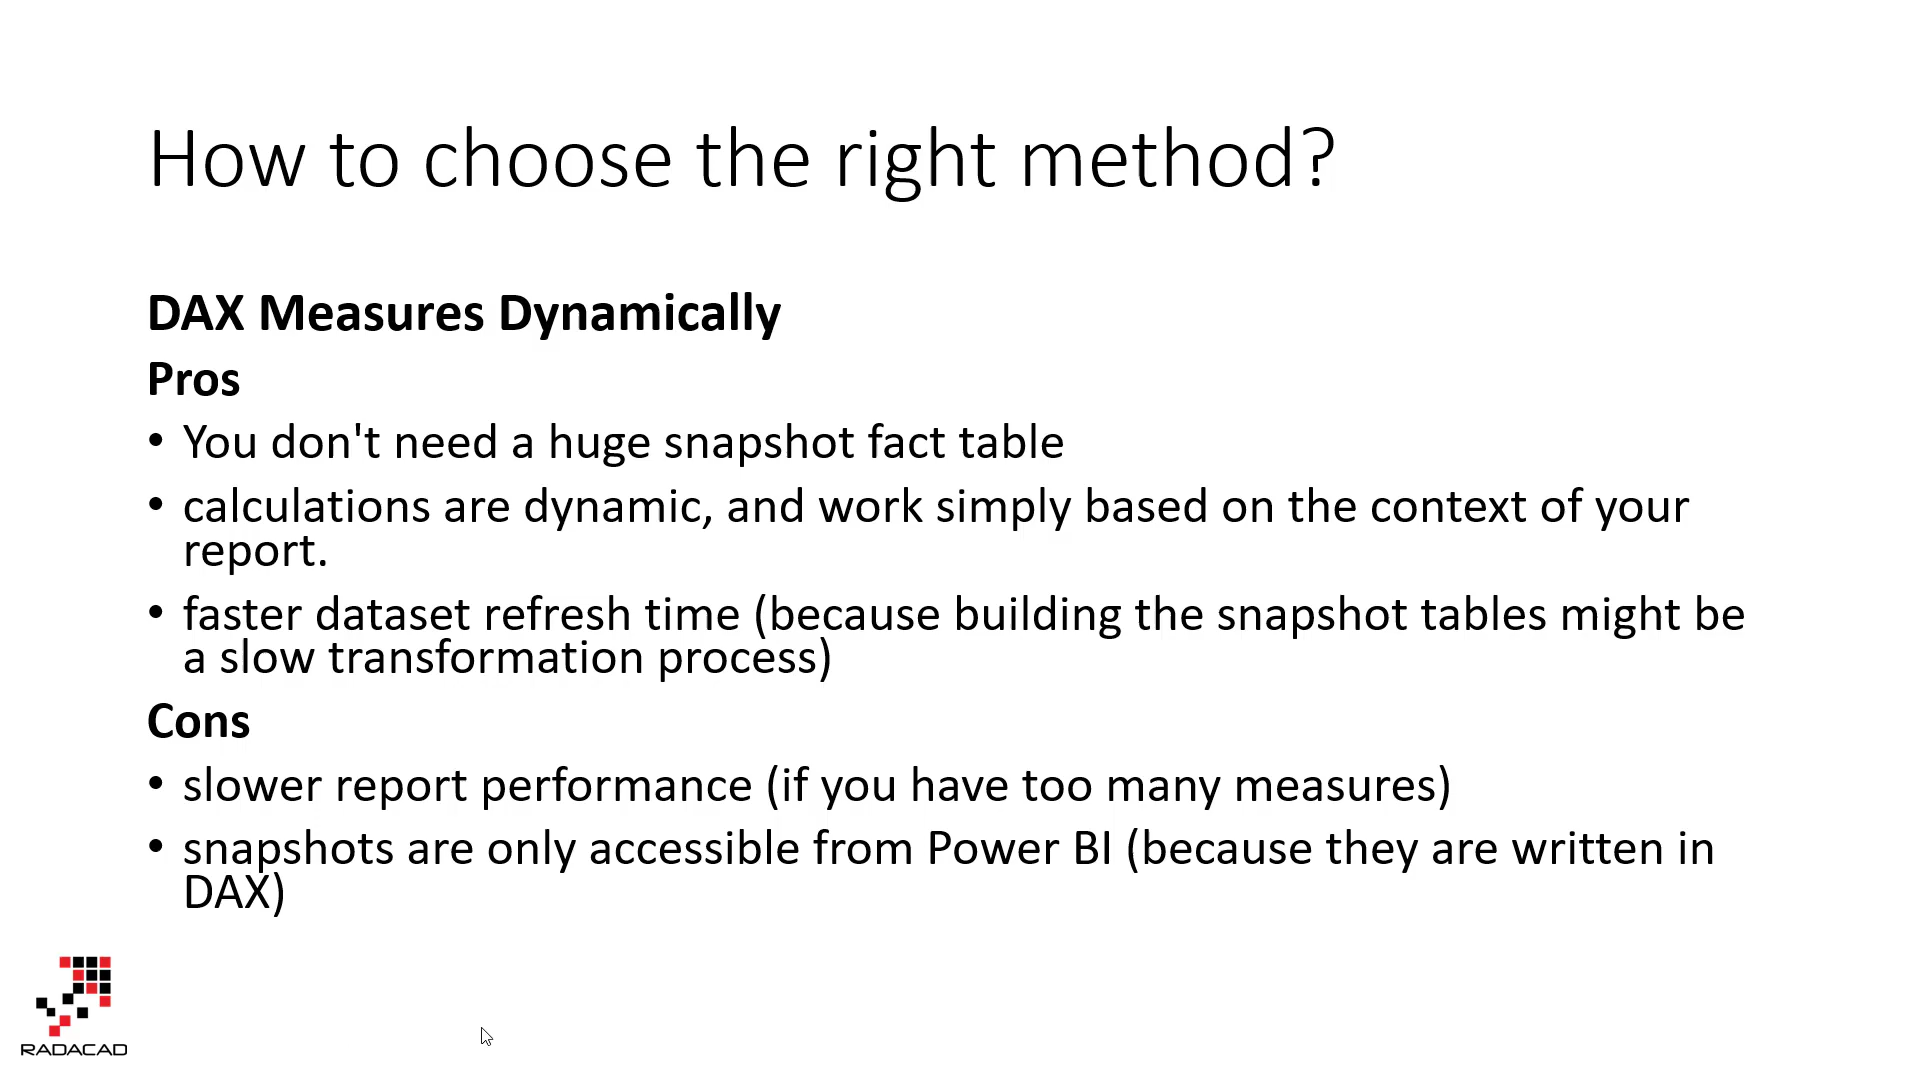 How to choose the right method?
DAX Measures Dynamically
Pros
• You don't need a huge snapshot fact table
• calculations are dynamic, and work simply based on the context of your
report.
• faster dataset refresh time (because building the snapshot tables might be
a slow transformation process)
Cons
• slower report performance (if you have too many measures)
• snapshots are only accessible from Power BI (because they are written in
DAX)
RADACAD